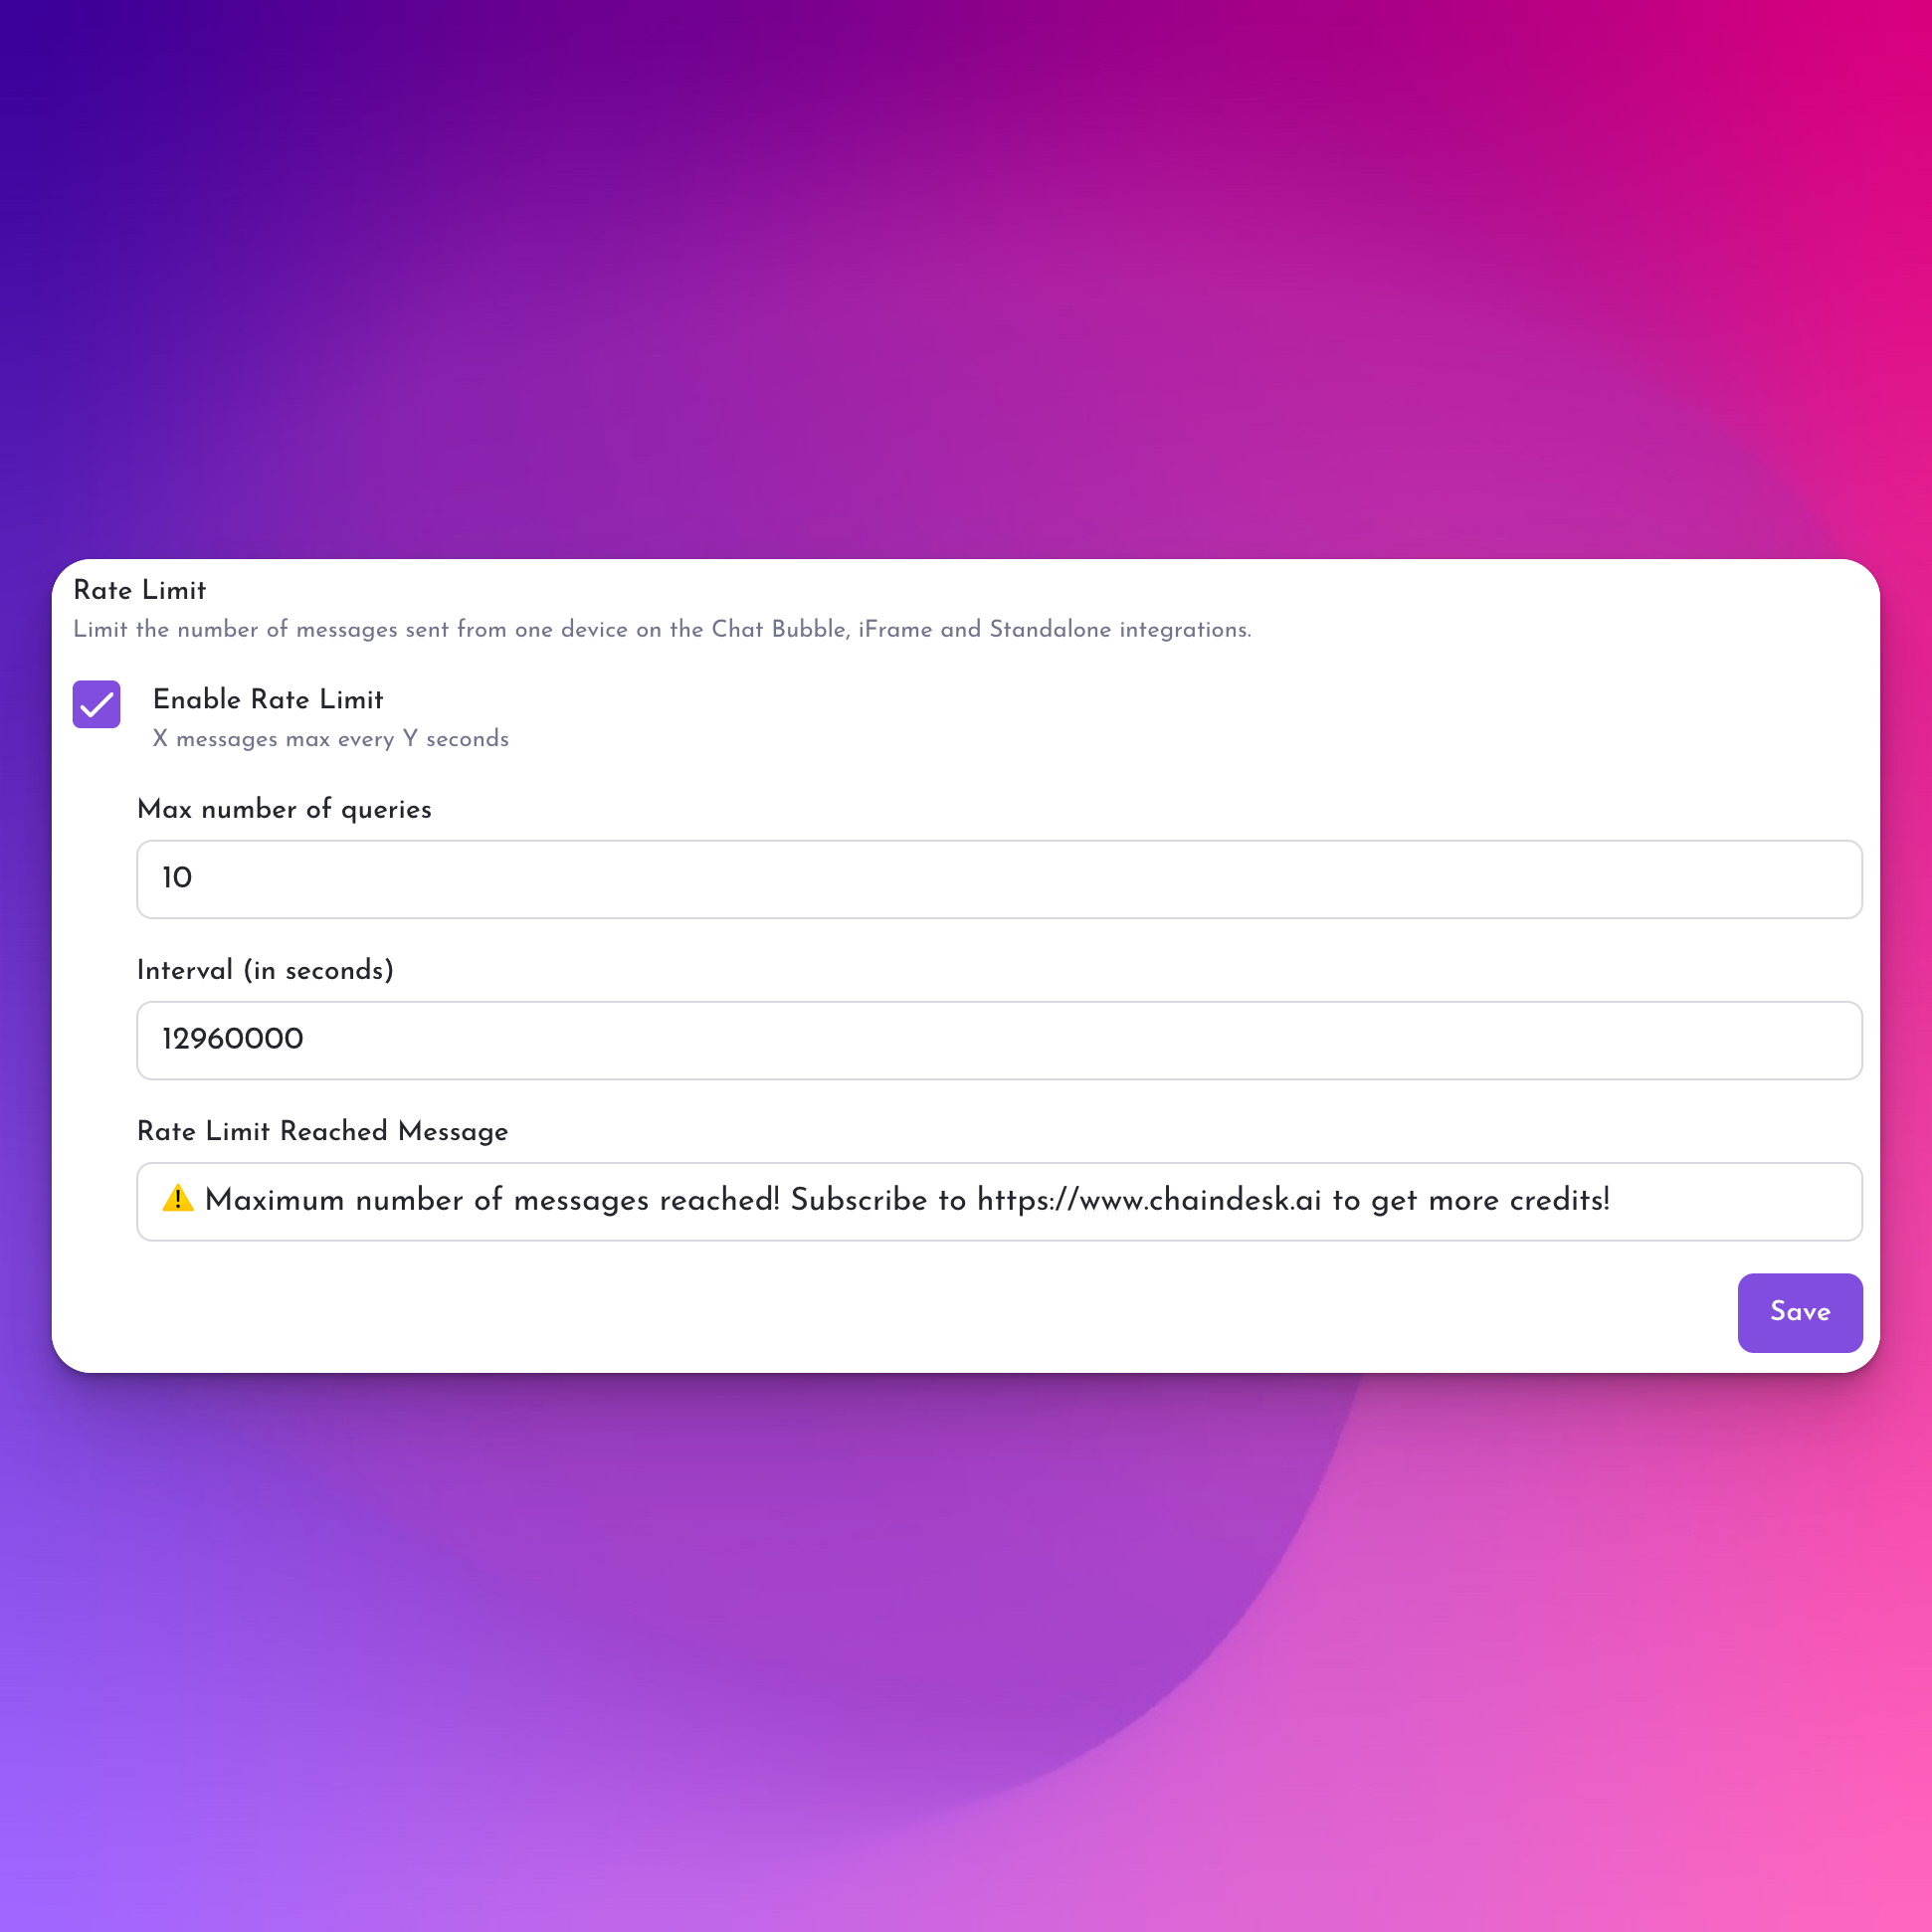 Rate Limit
Limit the number of messages sent from one device on the Chat Bubble, iFrame and Standalone integrations.
Enable Rate Limit
X messages max every Y seconds
Max number of queries
10
Interval (in seconds)
12960000
Rate Limit Reached Message
⚠️ Maximum number of messages reached! Subscribe to https://www.chaindesk.ai to get more credits!
Save